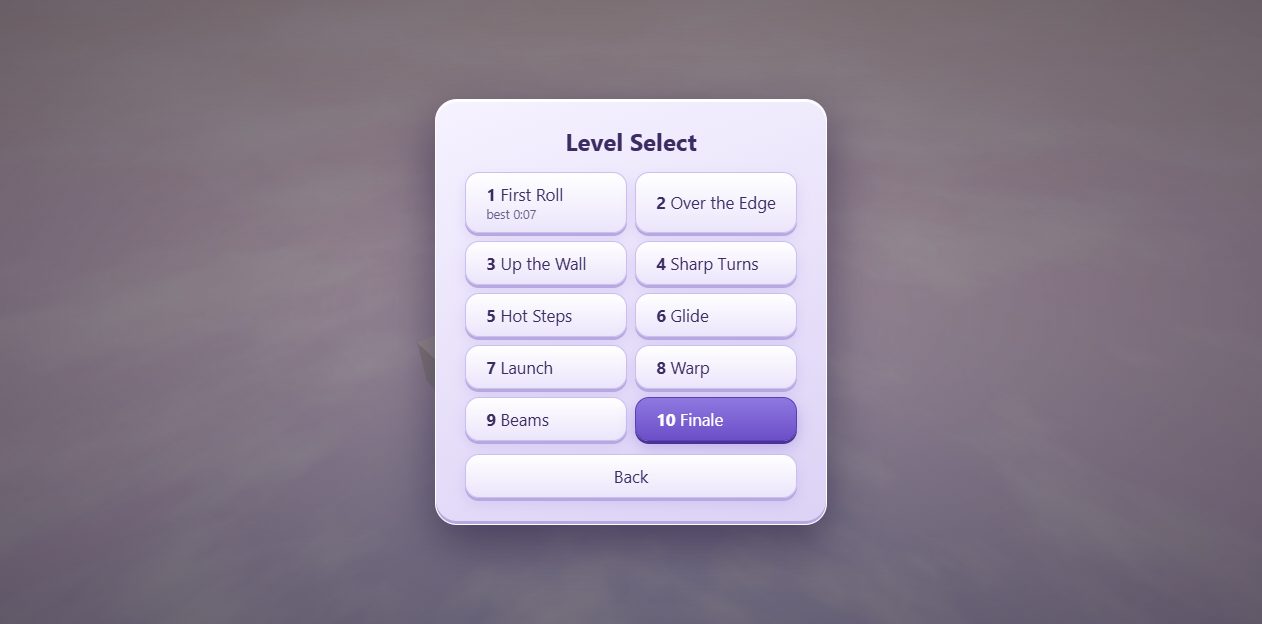 Level Select
1 First Roll
best 0:07
2 Over the Edge
3 Up the Wall
4 Sharp Turns
5 Hot Steps
6 Glide
7 Launch
8 Warp
9 Beams
10 Finale
Back